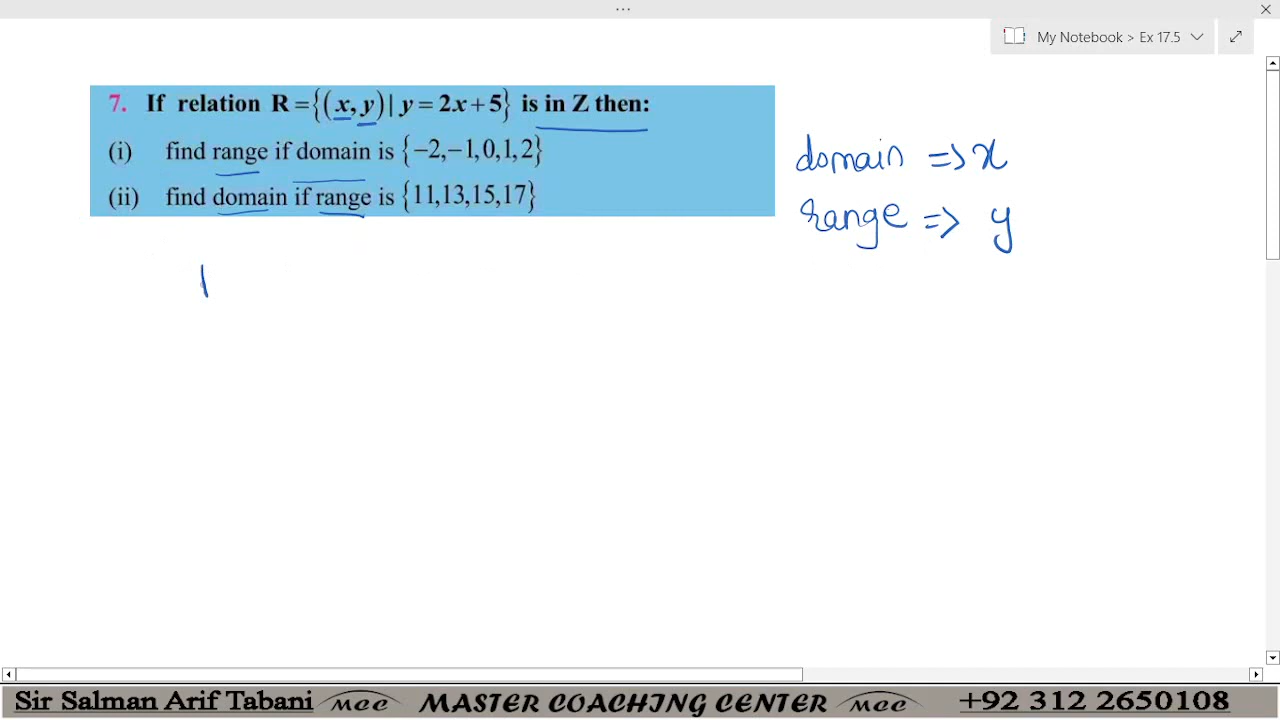 ...
My Notebook > Ex 17.5
7. If relation R = {(x, y) | y = 2x + 5} is in Z then:
(i) find range if domain is {−2, −1, 0, 1, 2}
(ii) find domain if range is {11, 13, 15, 17}
domain => x
range => y
Sir Salman Arif Tabani mcc MASTER COACHING CENTER mcc +92 312 2650108